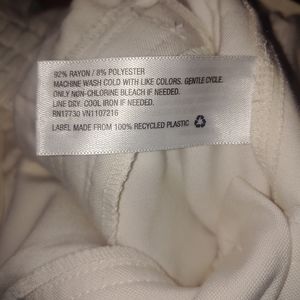 92% RAYON / 8% POLYESTER
MACHINE WASH COLD WITH LIKE COLORS. GENTLE CYCLE.
ONLY NON-CHLORINE BLEACH IF NEEDED.
LINE DRY. COOL IRON IF NEEDED.
RN17730 VN1107216
LABEL MADE FROM 100% RECYCLED PLASTIC